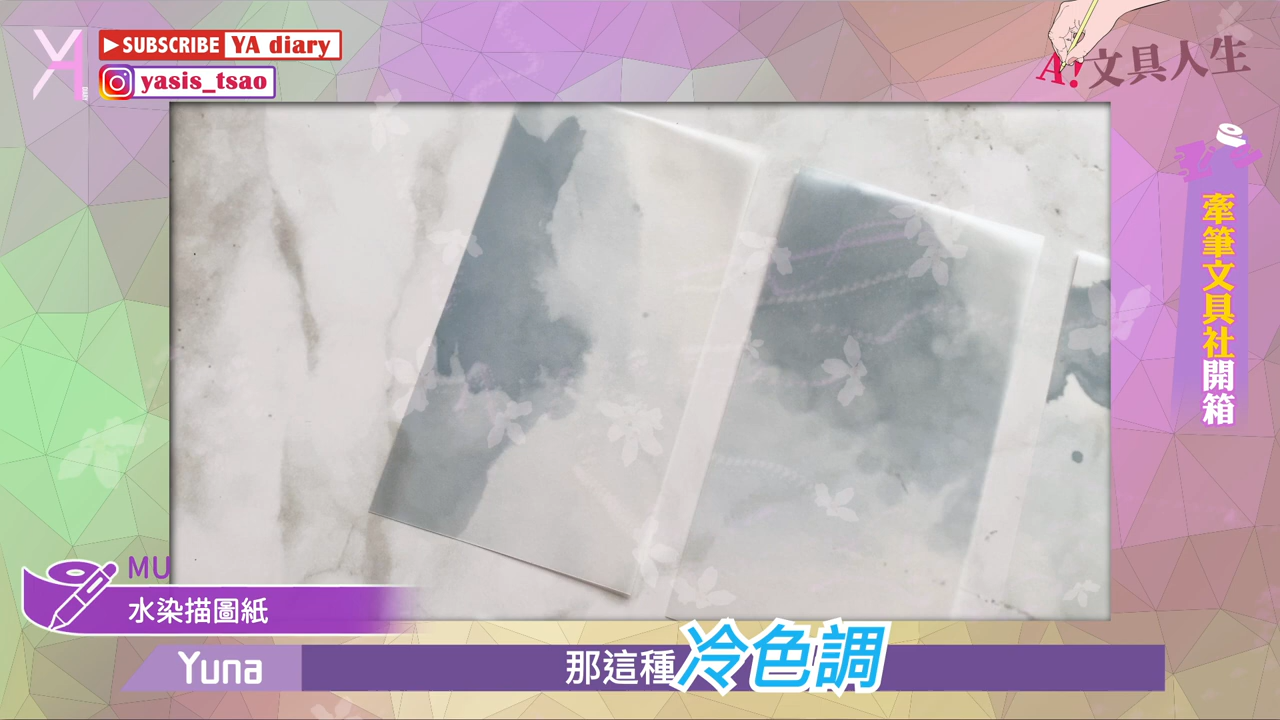 YA
SUBSCRIBE YA diary
yasis_tsao
A! 文具人生
牽筆文具社開箱
MU
水染描圖紙
Yuna
那這種冷色調